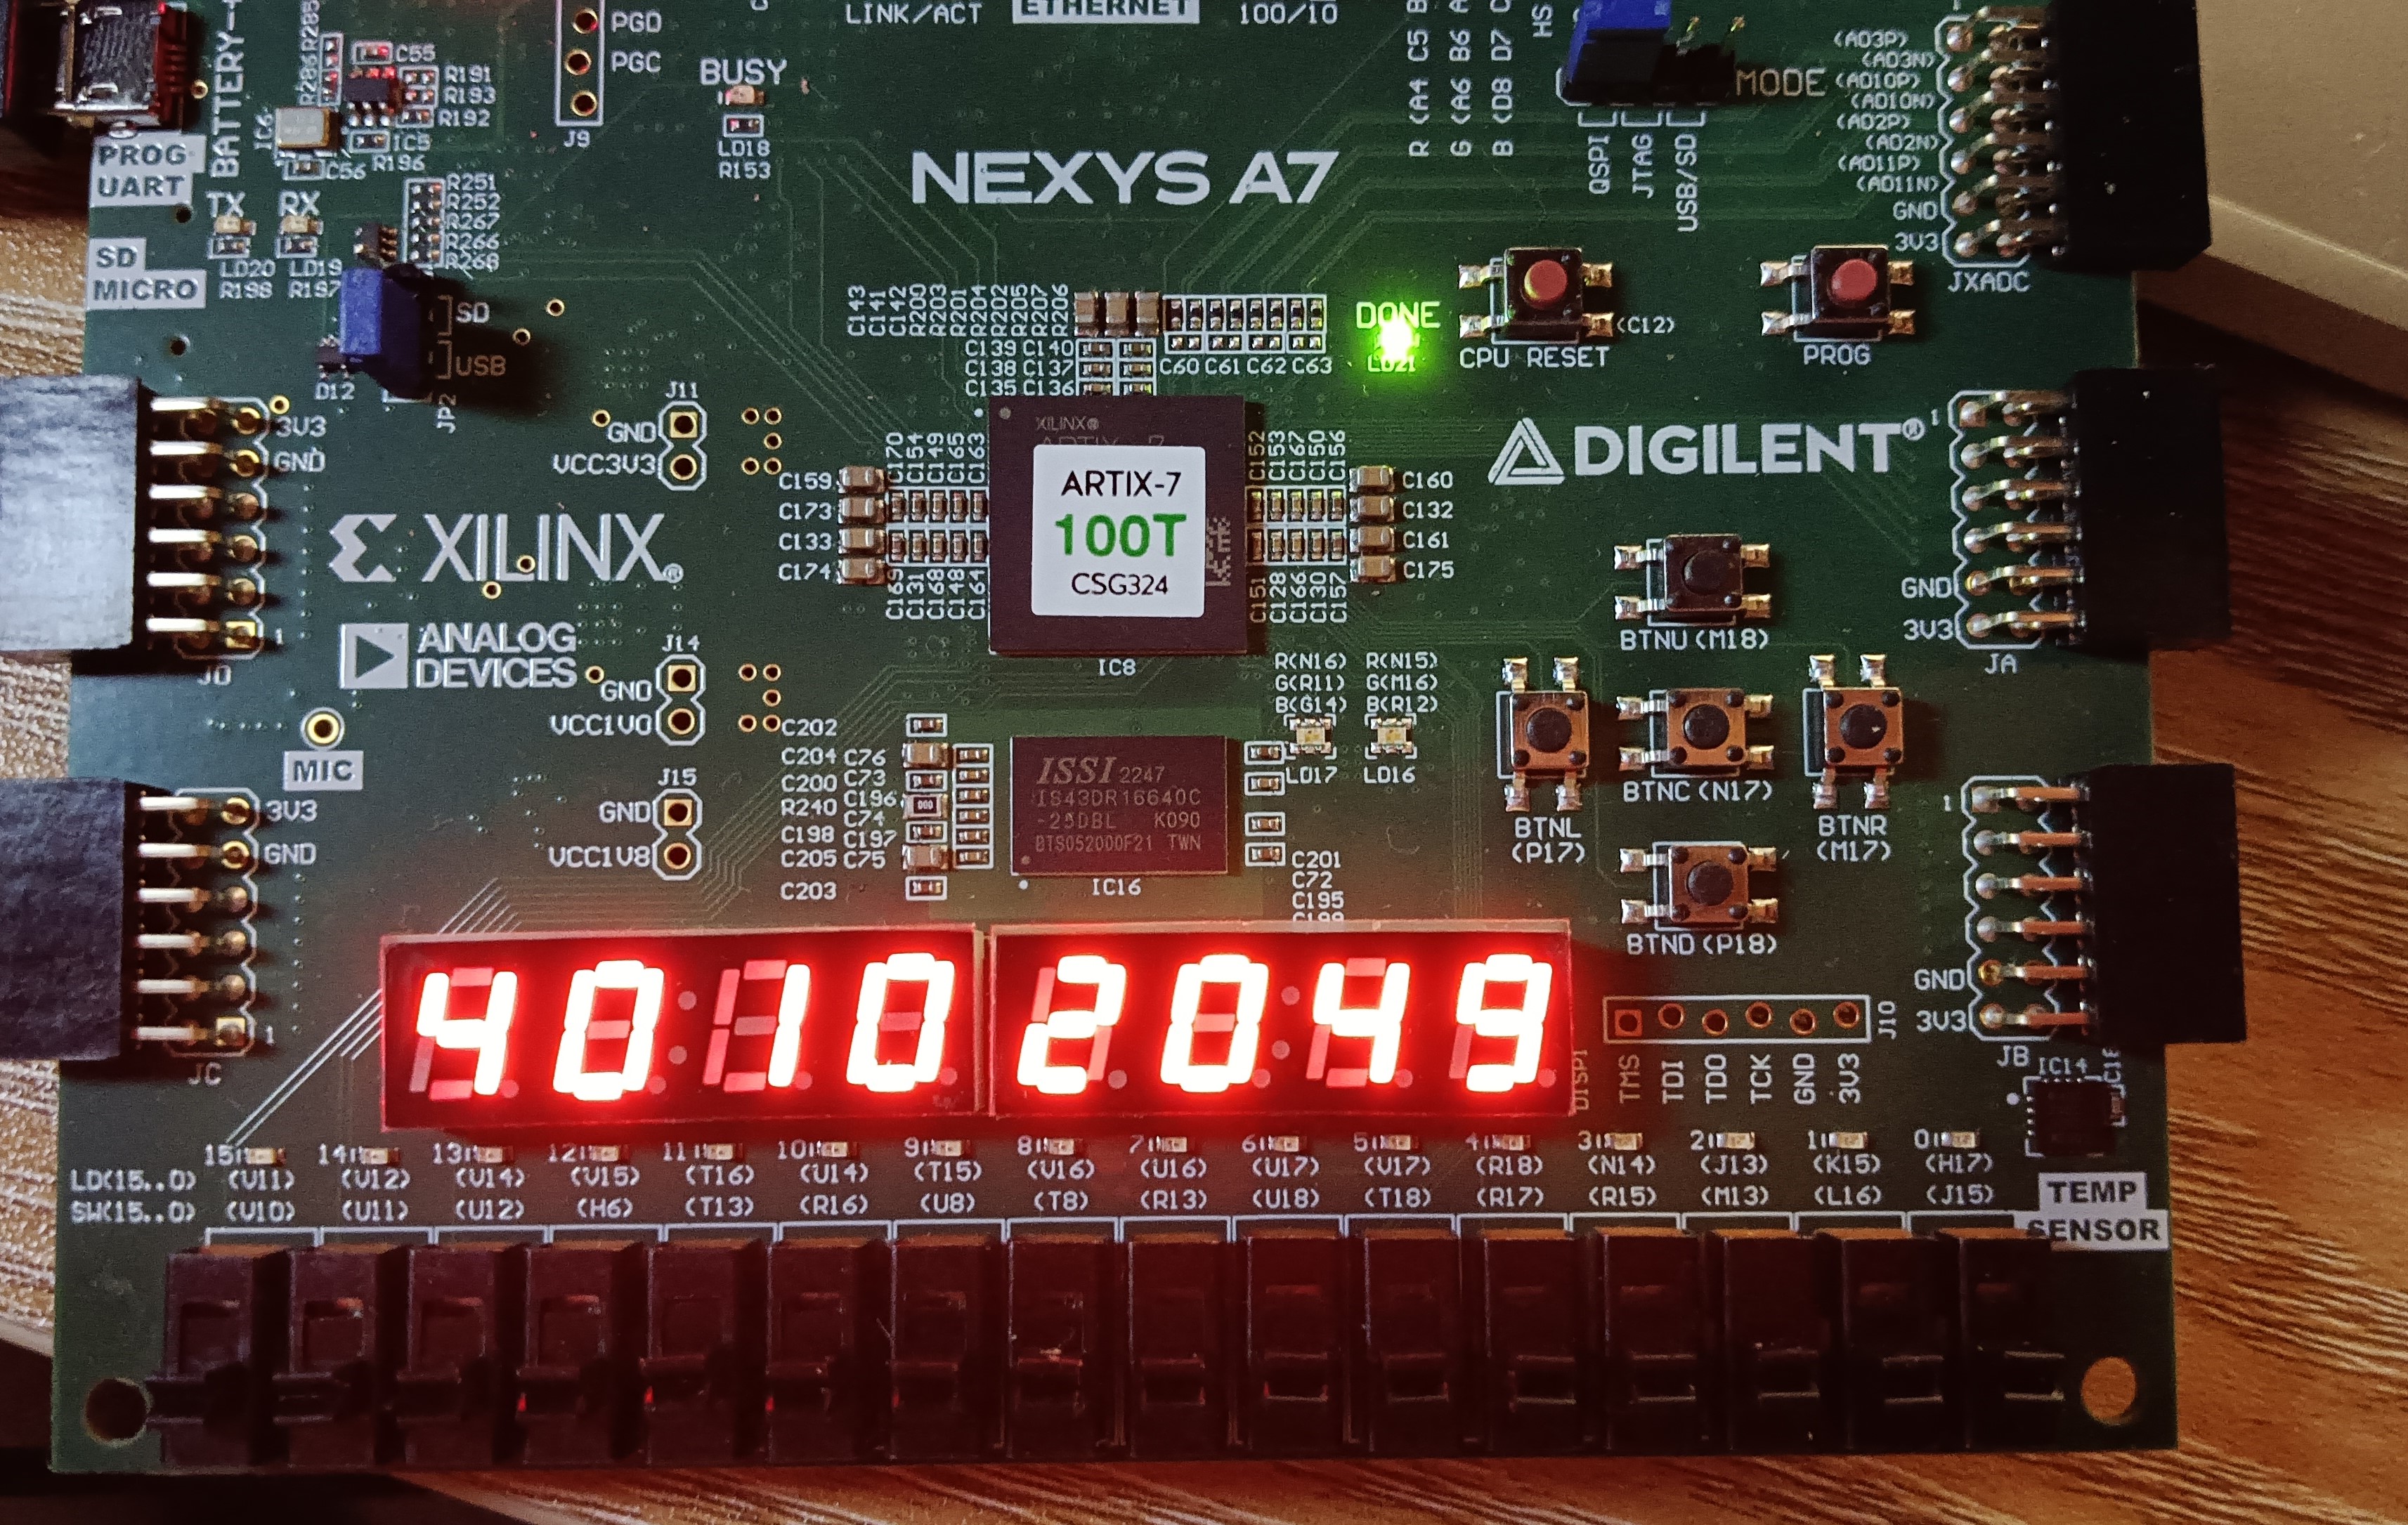 LINK/ACT
ETHERNET
100/10
PGD
PGC
J9
BUSY
LD18
R153
BATTERY
R286
R285
C55
R191
R193
R192
IC6
IC5
R196
C56
PROG
UART
TX
RX
LD20
LD19
R198
R197
R251
R252
R267
R266
R268
SD
MICRO
SD
USB
JP2
D12
NEXYS A7
R (A4 C5 B
G (A6 B6 A
B (D8 D7 C
HS
MODE
QSPI
JTAG
USB/SD
(AD3P)
(AD3N)
(AD10P)
(AD10N)
(AD2P)
(AD2N)
(AD11P)
(AD11N)
GND
3V3
JXADC
C143
C141
C142
R200
R203
R201
R204
R202
R205
R207
R206
C139 C140
C138 C137
C135 C136
C60 C61 C62 C63
DONE
LD21
CPU RESET
(C12)
PROG
3V3
GND
1
JD
J11
GND
VCC3V3
XILINX®
C159
C173
C133
C174
C170
C154
C149
C165
C163
C169
C131
C168
C148
C164
XILINX®
ARTIX-7
ARTIX-7
100T
CSG324
IC8
C152
C153
C167
C150
C156
C151
C128
C166
C130
C157
C160
C132
C161
C175
DIGILENT®
1
GND
3V3
JA
ANALOG
DEVICES
J14
GND
VCC1V0
MIC
J15
GND
VCC1V8
C202
C204 C76
C200 C73
R240 C196
C74
C198 C197
C205 C75
C203
000
ISSI 2247
IS43DR16640C
-25DBL K090
BTS052000F21 TWN
IC16
R(N16) R(N15)
G(R11) G(M16)
B(G14) B(R12)
LD17 LD16
C201
C72
C195
C199
BTNU (M18)
BTNC (N17)
BTNL
(P17)
BTNR
(M17)
BTND (P18)
3V3
GND
1
JC
1
GND
3V3
JB
4010 2049
DISP1
TMS
TDI
TDO
TCK
GND
3V3
J10
IC14
15 14 13 12 11 10 9 8 7 6 5 4 3 2 1 0
LD(15..0) (V11) (V12) (V14) (V15) (T16) (U14) (T15) (V16) (U16) (U17) (V17) (R18) (N14) (J13) (K15) (H17)
SW(15..0) (V10) (U11) (U12) (H6) (T13) (R16) (U8) (T8) (R13) (U18) (T18) (R17) (R15) (M13) (L16) (J15)
TEMP
SENSOR